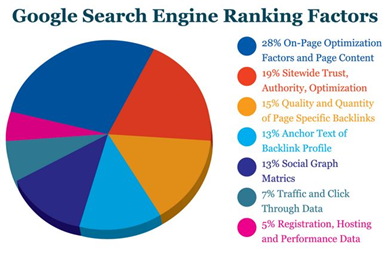 Google Search Engine Ranking Factors
28% On-Page Optimization
Factors and Page Content
19% Sitewide Trust,
Authority, Optimization
15% Quality and Quantity
of Page Specific Backlinks
13% Anchor Text of
Backlink Profile
13% Social Graph
Matrics
7% Traffic and Click
Through Data
5% Registration, Hosting
and Performance Data